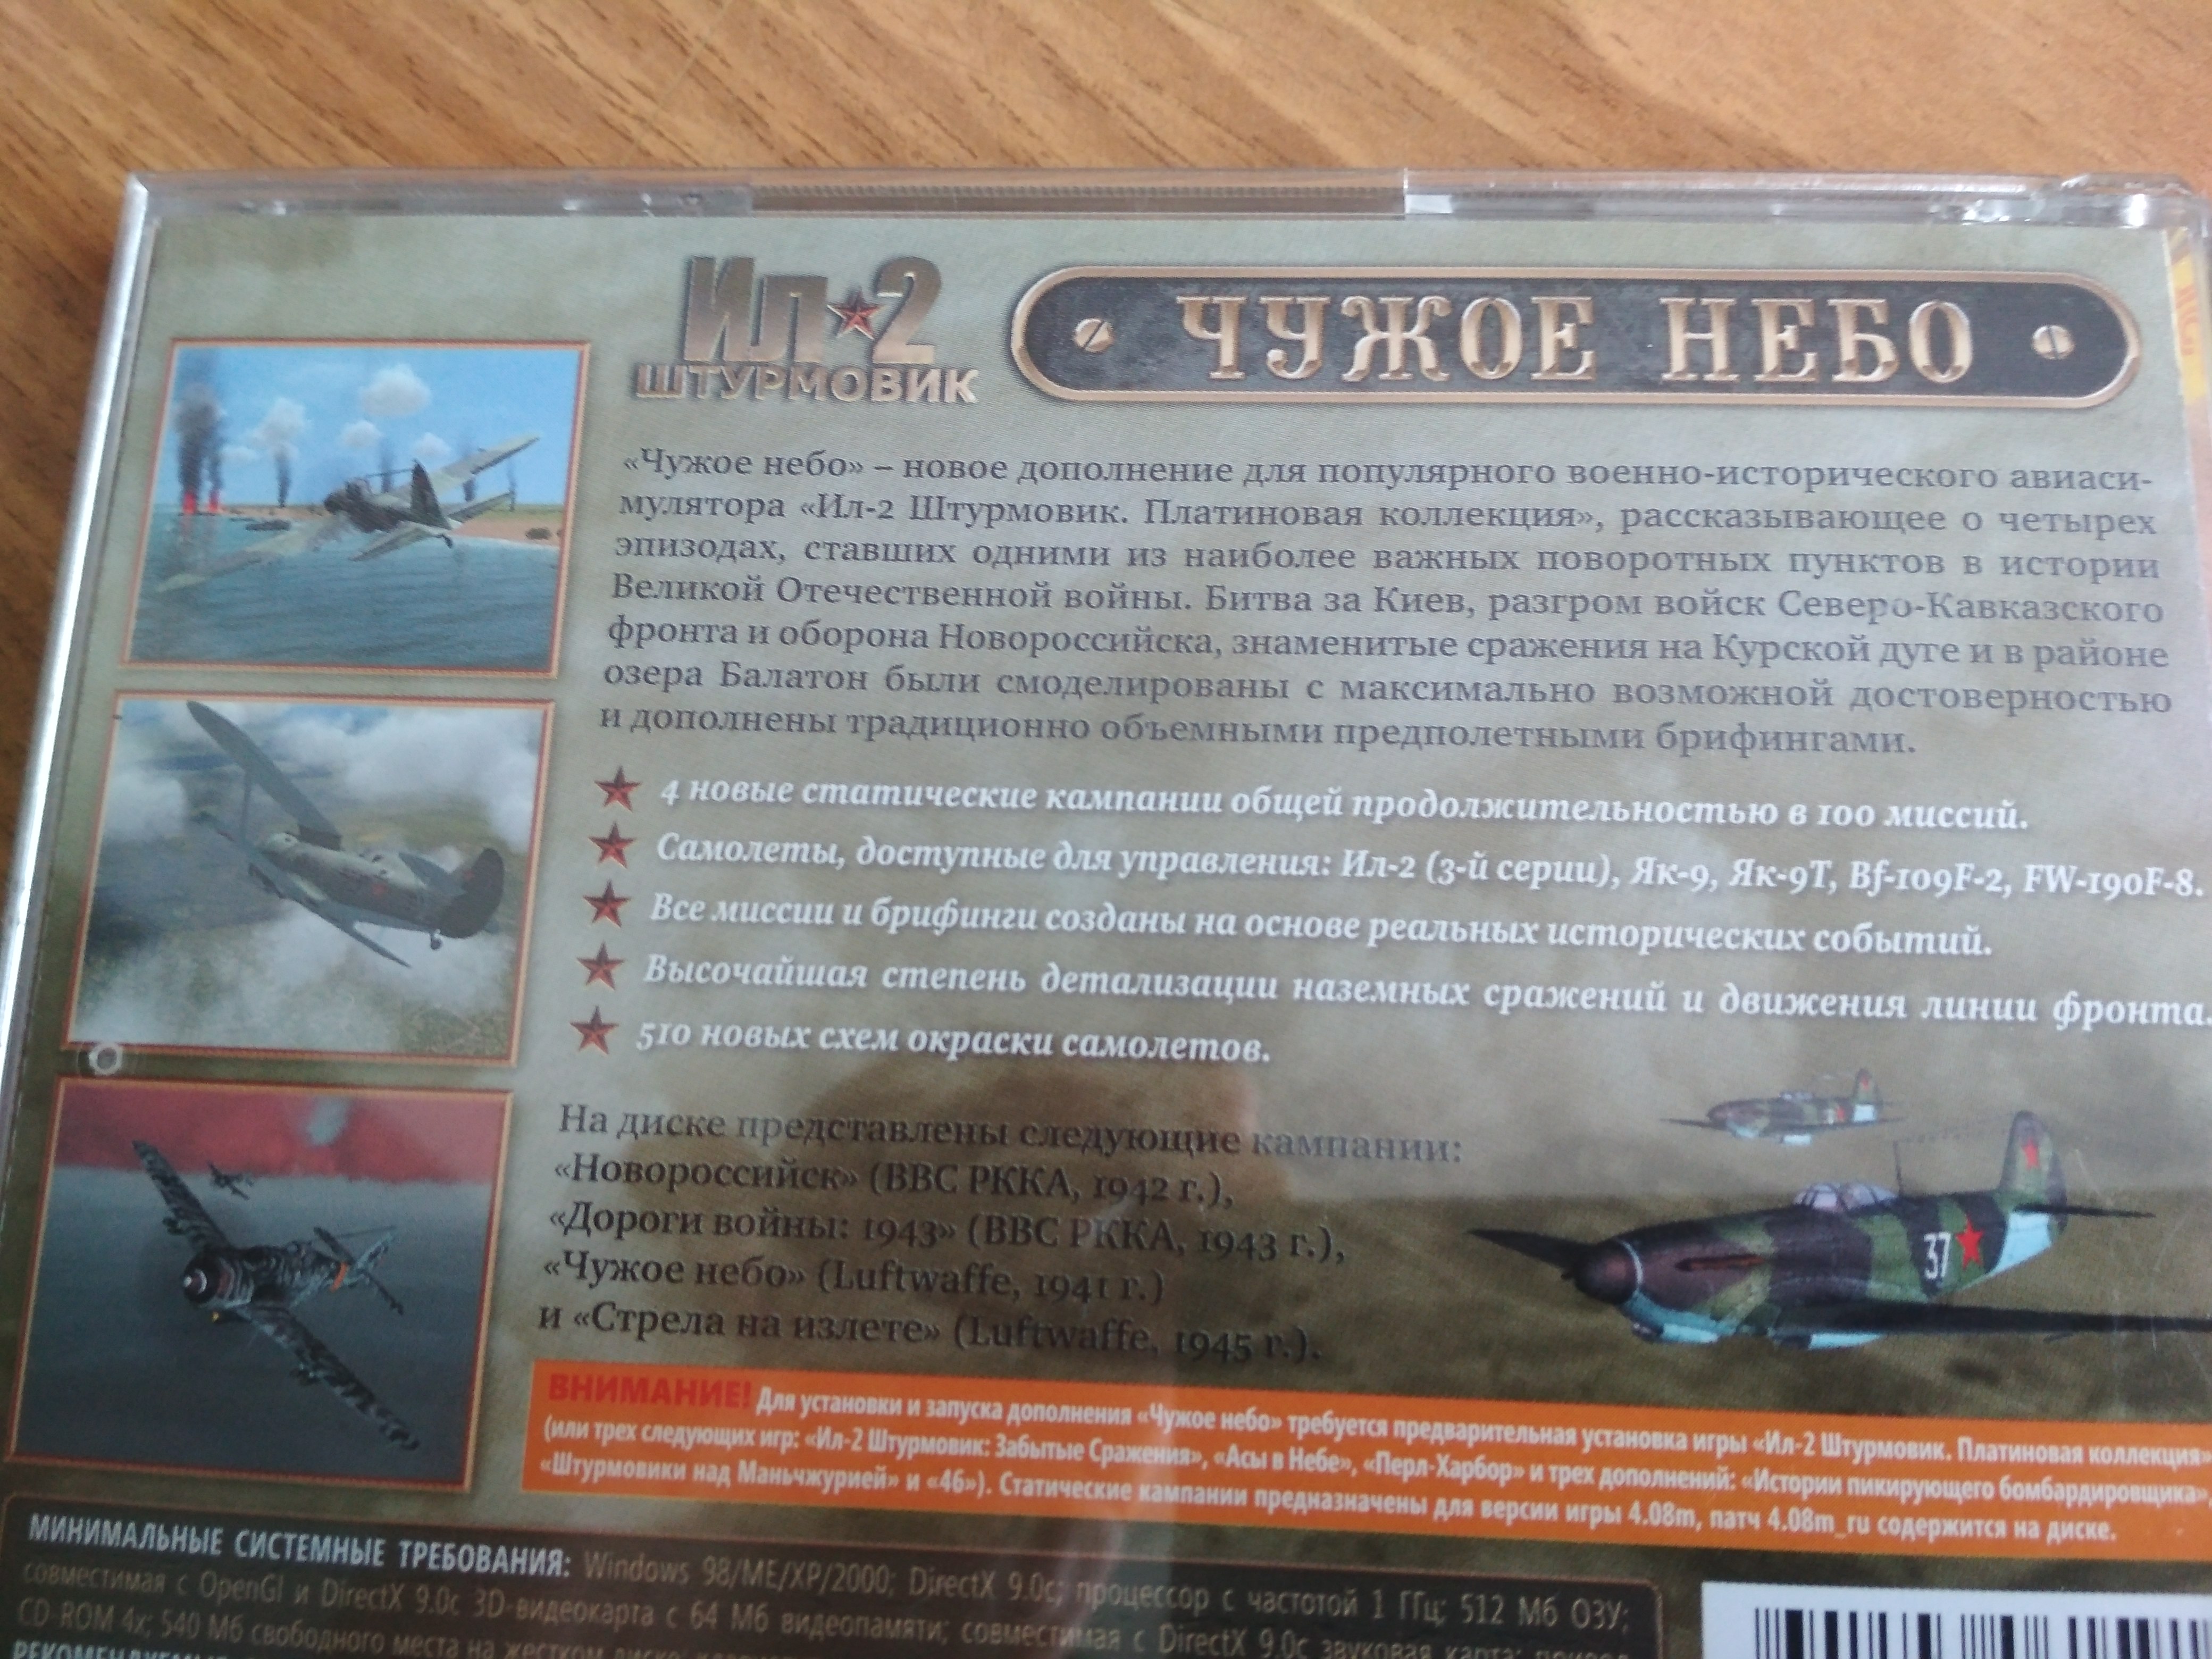 Ил★2
ШТУРМОВИК
ЧУЖОЕ НЕБО
«Чужое небо» – новое дополнение для популярного военно-исторического авиаси-
мулятора «Ил-2 Штурмовик. Платиновая коллекция», рассказывающее о четырех
эпизодах, ставших одними из наиболее важных поворотных пунктов в истории
Великой Отечественной войны. Битва за Киев, разгром войск Северо-Кавказского
фронта и оборона Новороссийска, знаменитые сражения на Курской дуге и в районе
озера Балатон были смоделированы с максимально возможной достоверностью
и дополнены традиционно объемными предполетными брифингами.
4 новые статические кампании общей продолжительностью в 100 миссий.
Самолеты, доступные для управления: Ил-2 (3-й серии), Як-9, Як-9Т, Bf-109F-2, FW-190F-8.
Все миссии и брифинги созданы на основе реальных исторических событий.
Высочайшая степень детализации наземных сражений и движения линии фронта.
510 новых схем окраски самолетов.
На диске представлены следующие кампании:
«Новороссийск» (ВВС РККА, 1942 г.),
«Дороги войны: 1943» (ВВС РККА, 1943 г.),
«Чужое небо» (Luftwaffe, 1941 г.)
и «Стрела на излете» (Luftwaffe, 1945 г.).
37
ВНИМАНИЕ! Для установки и запуска дополнения «Чужое небо» требуется предварительная установка игры «Ил-2 Штурмовик. Платиновая коллекция»
(или трех следующих игр: «Ил-2 Штурмовик: Забытые Сражения», «Асы в Небе», «Перл-Харбор» и трех дополнений: «Истории пикирующего бомбардировщика»,
«Штурмовики над Маньчжурией» и «46»). Статические кампании предназначены для версии игры 4.08m, патч 4.08m_ru содержится на диске.
МИНИМАЛЬНЫЕ СИСТЕМНЫЕ ТРЕБОВАНИЯ: Windows 98/ME/XP/2000; DirectX 9.0c; процессор с частотой 1 ГГц; 512 Мб ОЗУ;
совместимая с OpenGl и DirectX 9.0c 3D-видеокарта с 64 Мб видеопамяти; совместимая с DirectX 9.0c звуковая карта;
CD-ROM 4x; 540 Мб свободного места на жестком диске;